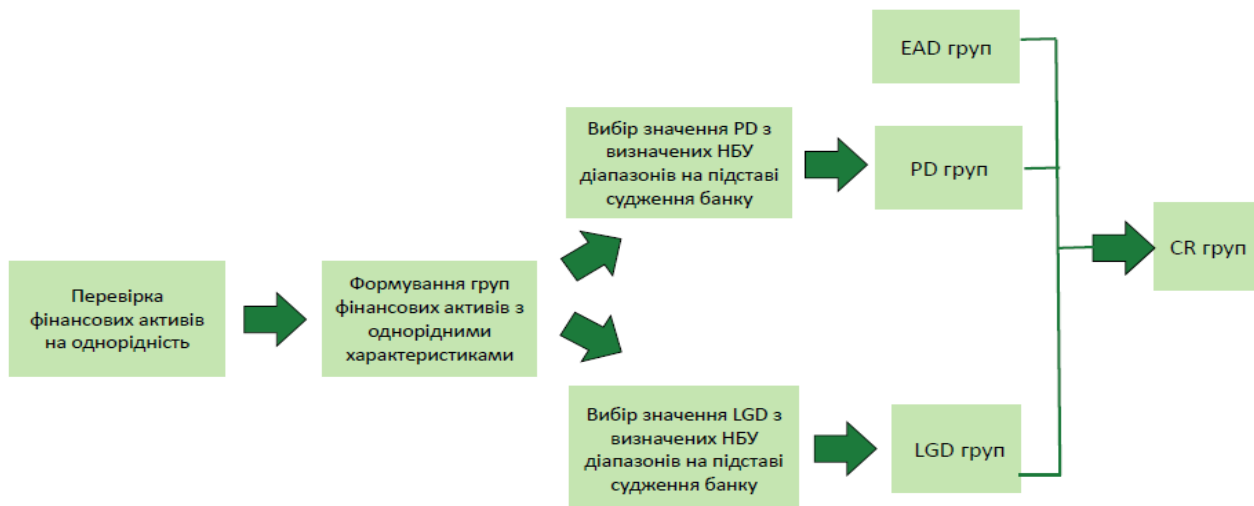 Перевірка
фінансових активів
на однорідність
Формування груп
фінансових активів з
однорідними
характеристиками
Вибір значення PD з
визначених НБУ
діапазонів на підставі
судження банку
Вибір значення LGD з
визначених НБУ
діапазонів на підставі
судження банку
EAD груп
PD груп
LGD груп
CR груп